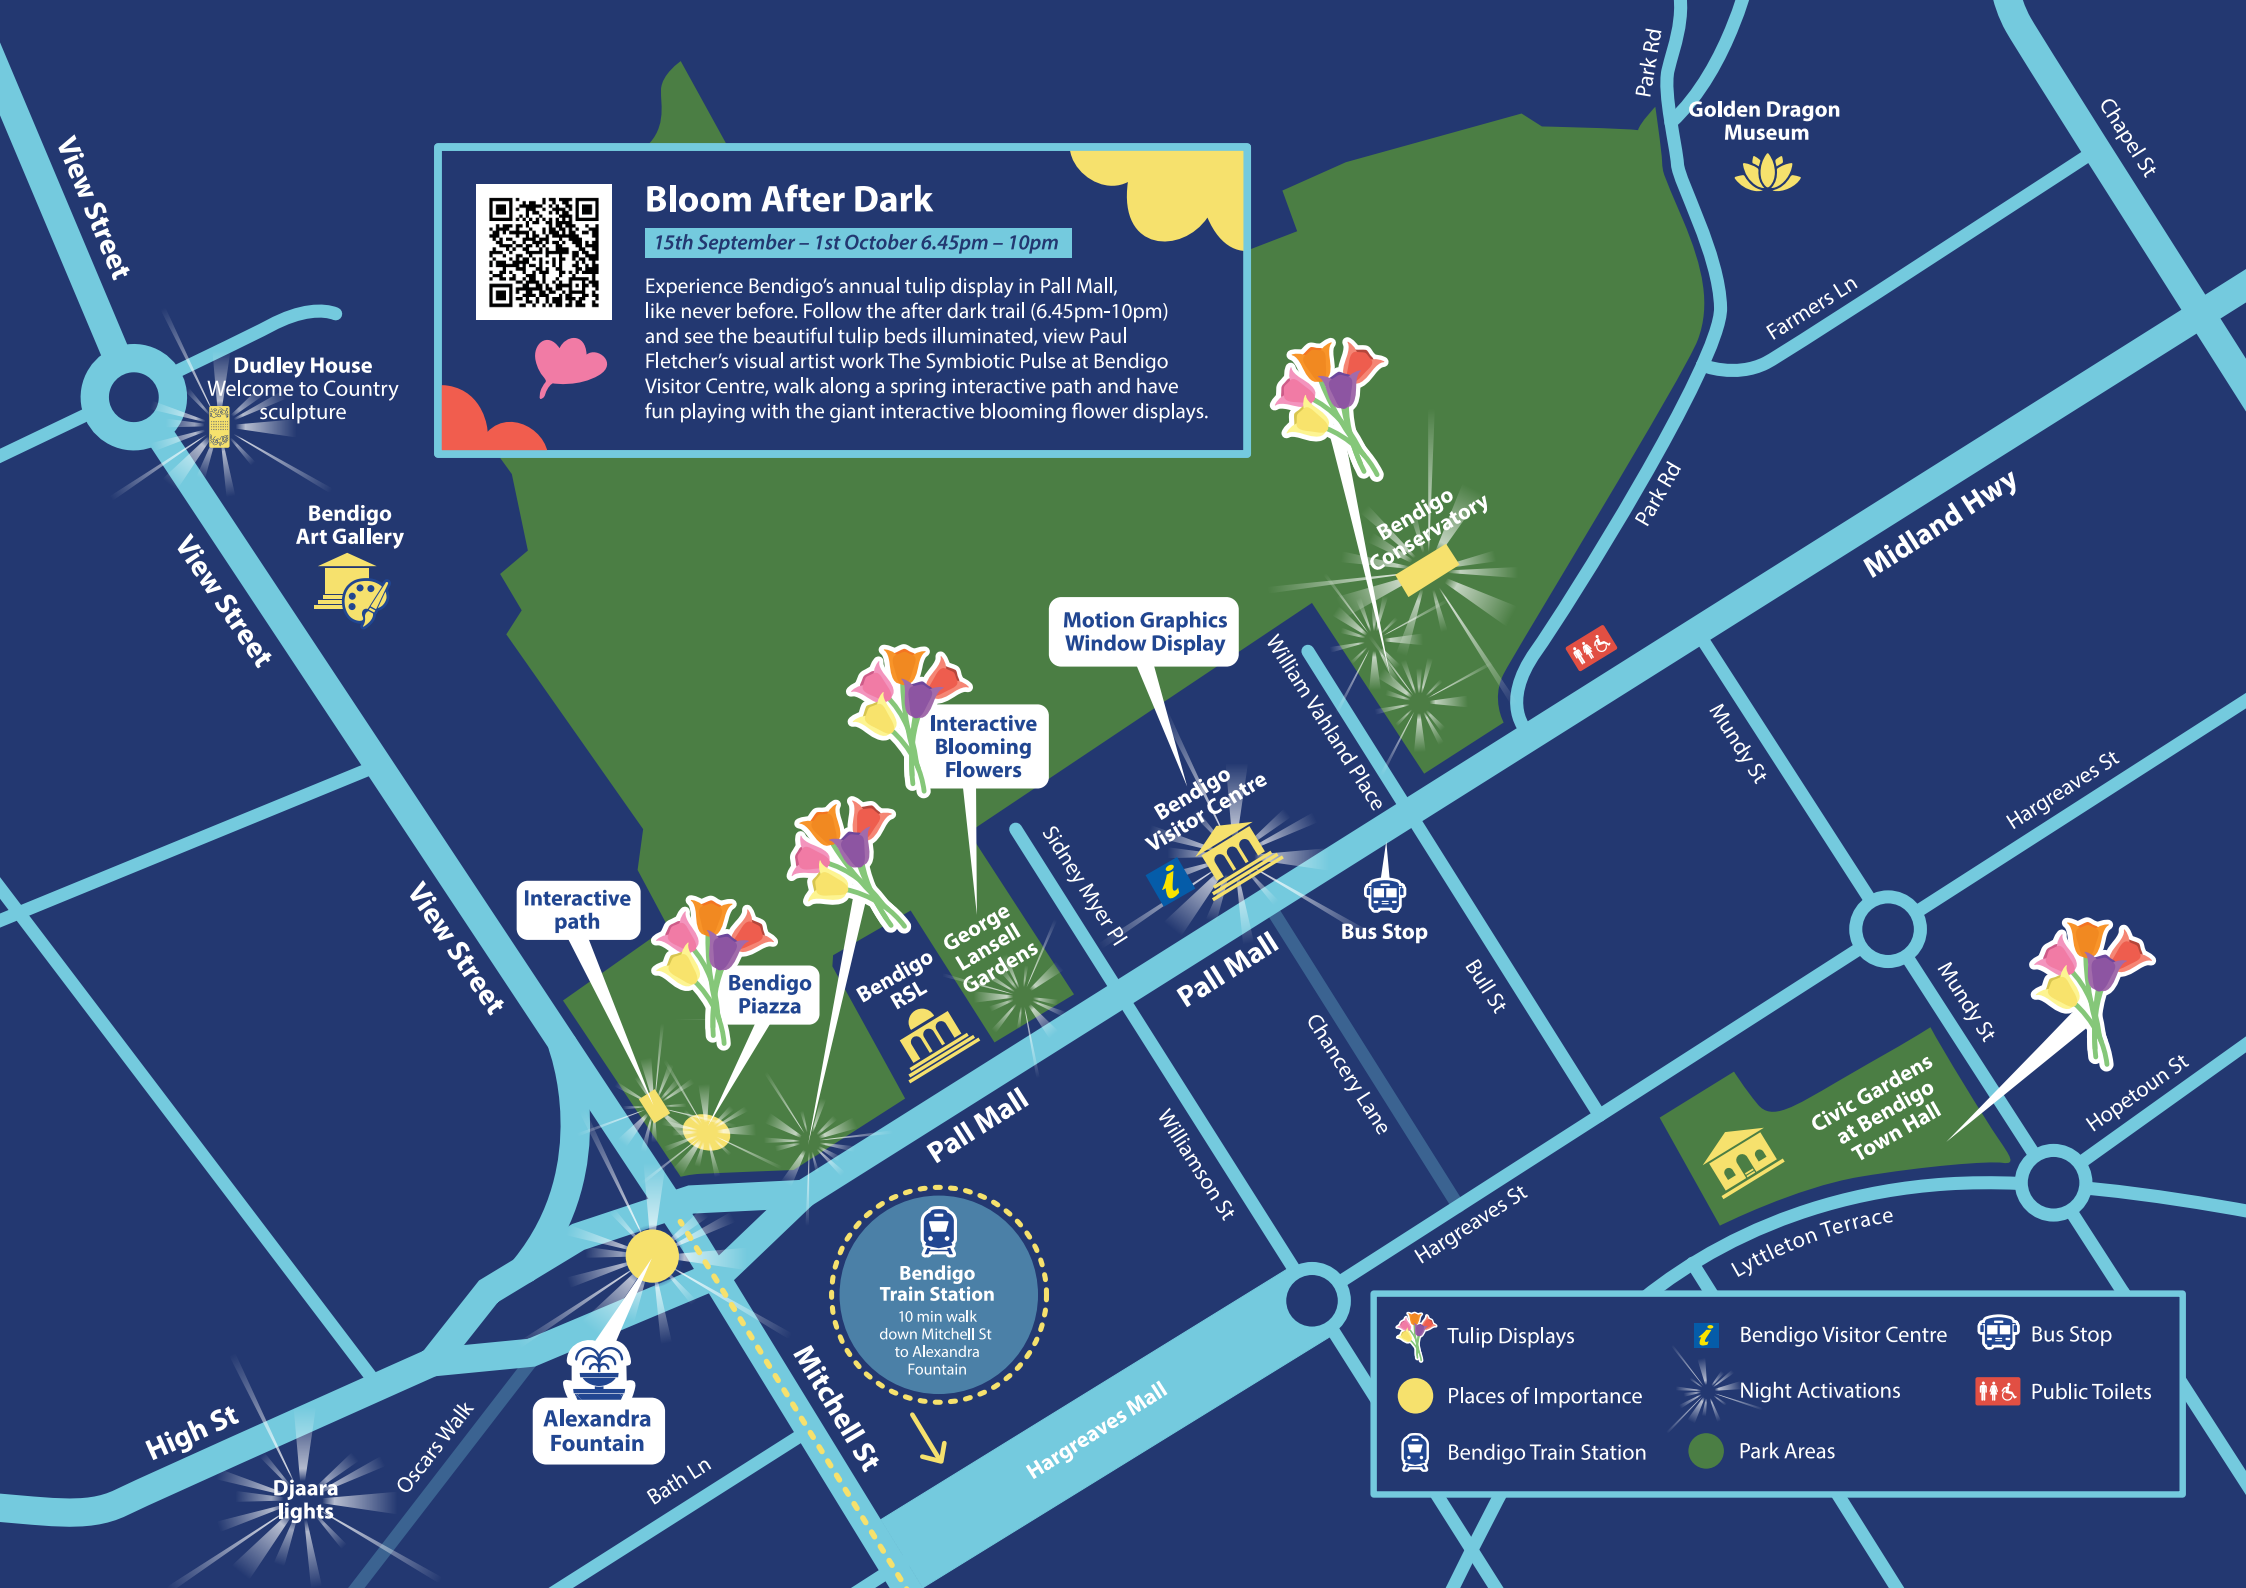 Bloom After Dark
15th September – 1st October 6.45pm – 10pm
Experience Bendigo's annual tulip display in Pall Mall,
like never before. Follow the after dark trail (6.45pm-10pm)
and see the beautiful tulip beds illuminated, view Paul
Fletcher's visual artist work The Symbiotic Pulse at Bendigo
Visitor Centre, walk along a spring interactive path and have
fun playing with the giant interactive blooming flower displays.
Park Rd
Golden Dragon
Museum
Chapel St
View Street
Farmers Ln
Dudley House
Welcome to Country
sculpture
Bendigo
Art Gallery
View Street
Bendigo
Conservatory
Park Rd
Midland Hwy
Motion Graphics
Window Display
William Vahland Place
Interactive
Blooming
Flowers
Bendigo
Visitor Centre
i
Mundy St
Hargreaves St
Sidney Myer Pl
Interactive
path
View Street
Bendigo
Piazza
Bendigo
RSL
George
Lansell
Gardens
Pall Mall
Bus Stop
Bull St
Mundy St
Chancery Lane
Hopetoun St
Civic Gardens
at Bendigo
Town Hall
Pall Mall
Williamson St
Hargreaves St
Lyttleton Terrace
Bendigo
Train Station
10 min walk
down Mitchell St
to Alexandra
Fountain
Mitchell St
Alexandra
Fountain
High St
Oscars Walk
Djaara
lights
Bath Ln
Hargreaves Mall
Tulip Displays
Places of Importance
Bendigo Train Station
i
Bendigo Visitor Centre
Night Activations
Park Areas
Bus Stop
Public Toilets